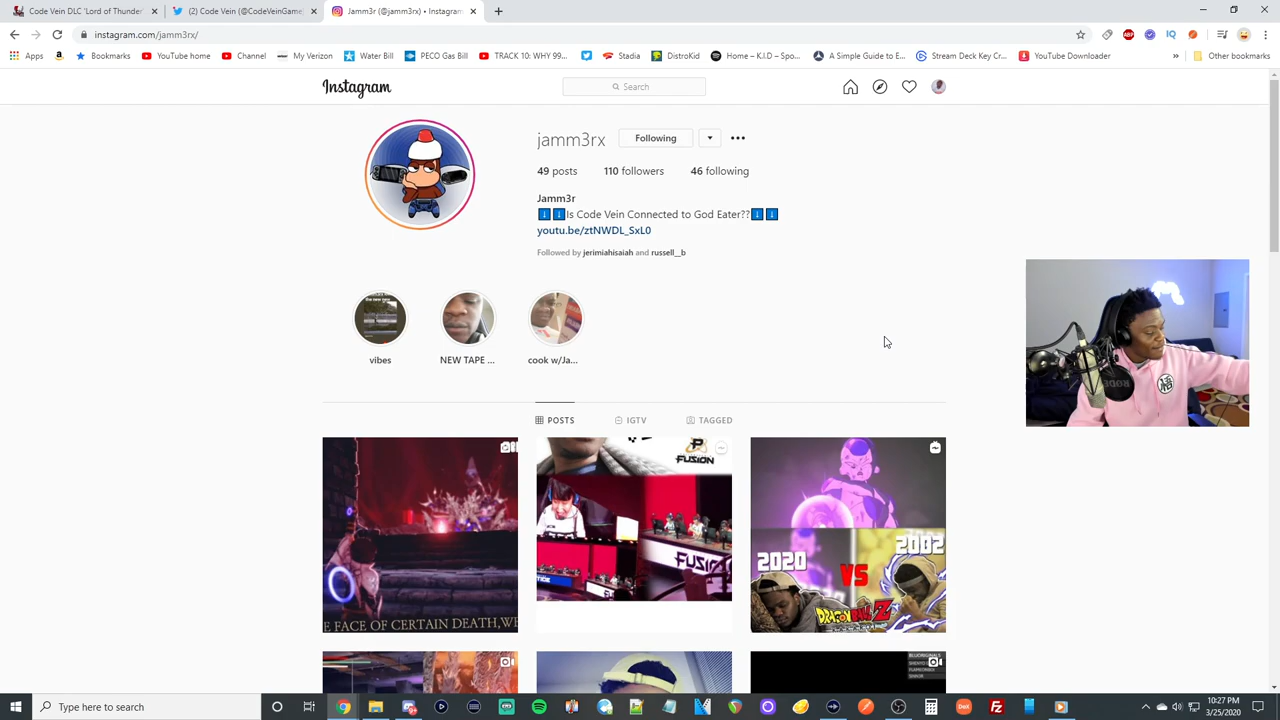 Code Vein DLC 'Lord of Thunder
(2) Code Vein (@CodeVeinGame)
Jamm3r (@jamm3rx) • Instagram
instagram.com/jamm3rx/
Apps
Bookmarks
YouTube home
Channel
My Verizon
Water Bill
PECO Gas Bill
TRACK 10: WHY 99...
Stadia
DistroKid
Home – K.I.D – Spo...
A Simple Guide to E...
Stream Deck Key Cr...
YouTube Downloader
»
Other bookmarks
Instagram
Search
jamm3rx
Following
49 posts 110 followers 46 following
Jamm3r
⬇️⬇️Is Code Vein Connected to God Eater??⬇️⬇️
youtu.be/ztNWDL_SxL0
Followed by jerimiahisaiah and russell__b
vibes
NEW TAPE ...
cook w/Ja...
POSTS
IGTV
TAGGED
E FACE OF CERTAIN DEATH,WE
FUSION
2020
VS
2002
DRAGONBALL Z
RODE
Type here to search
10:27 PM
3/25/2020